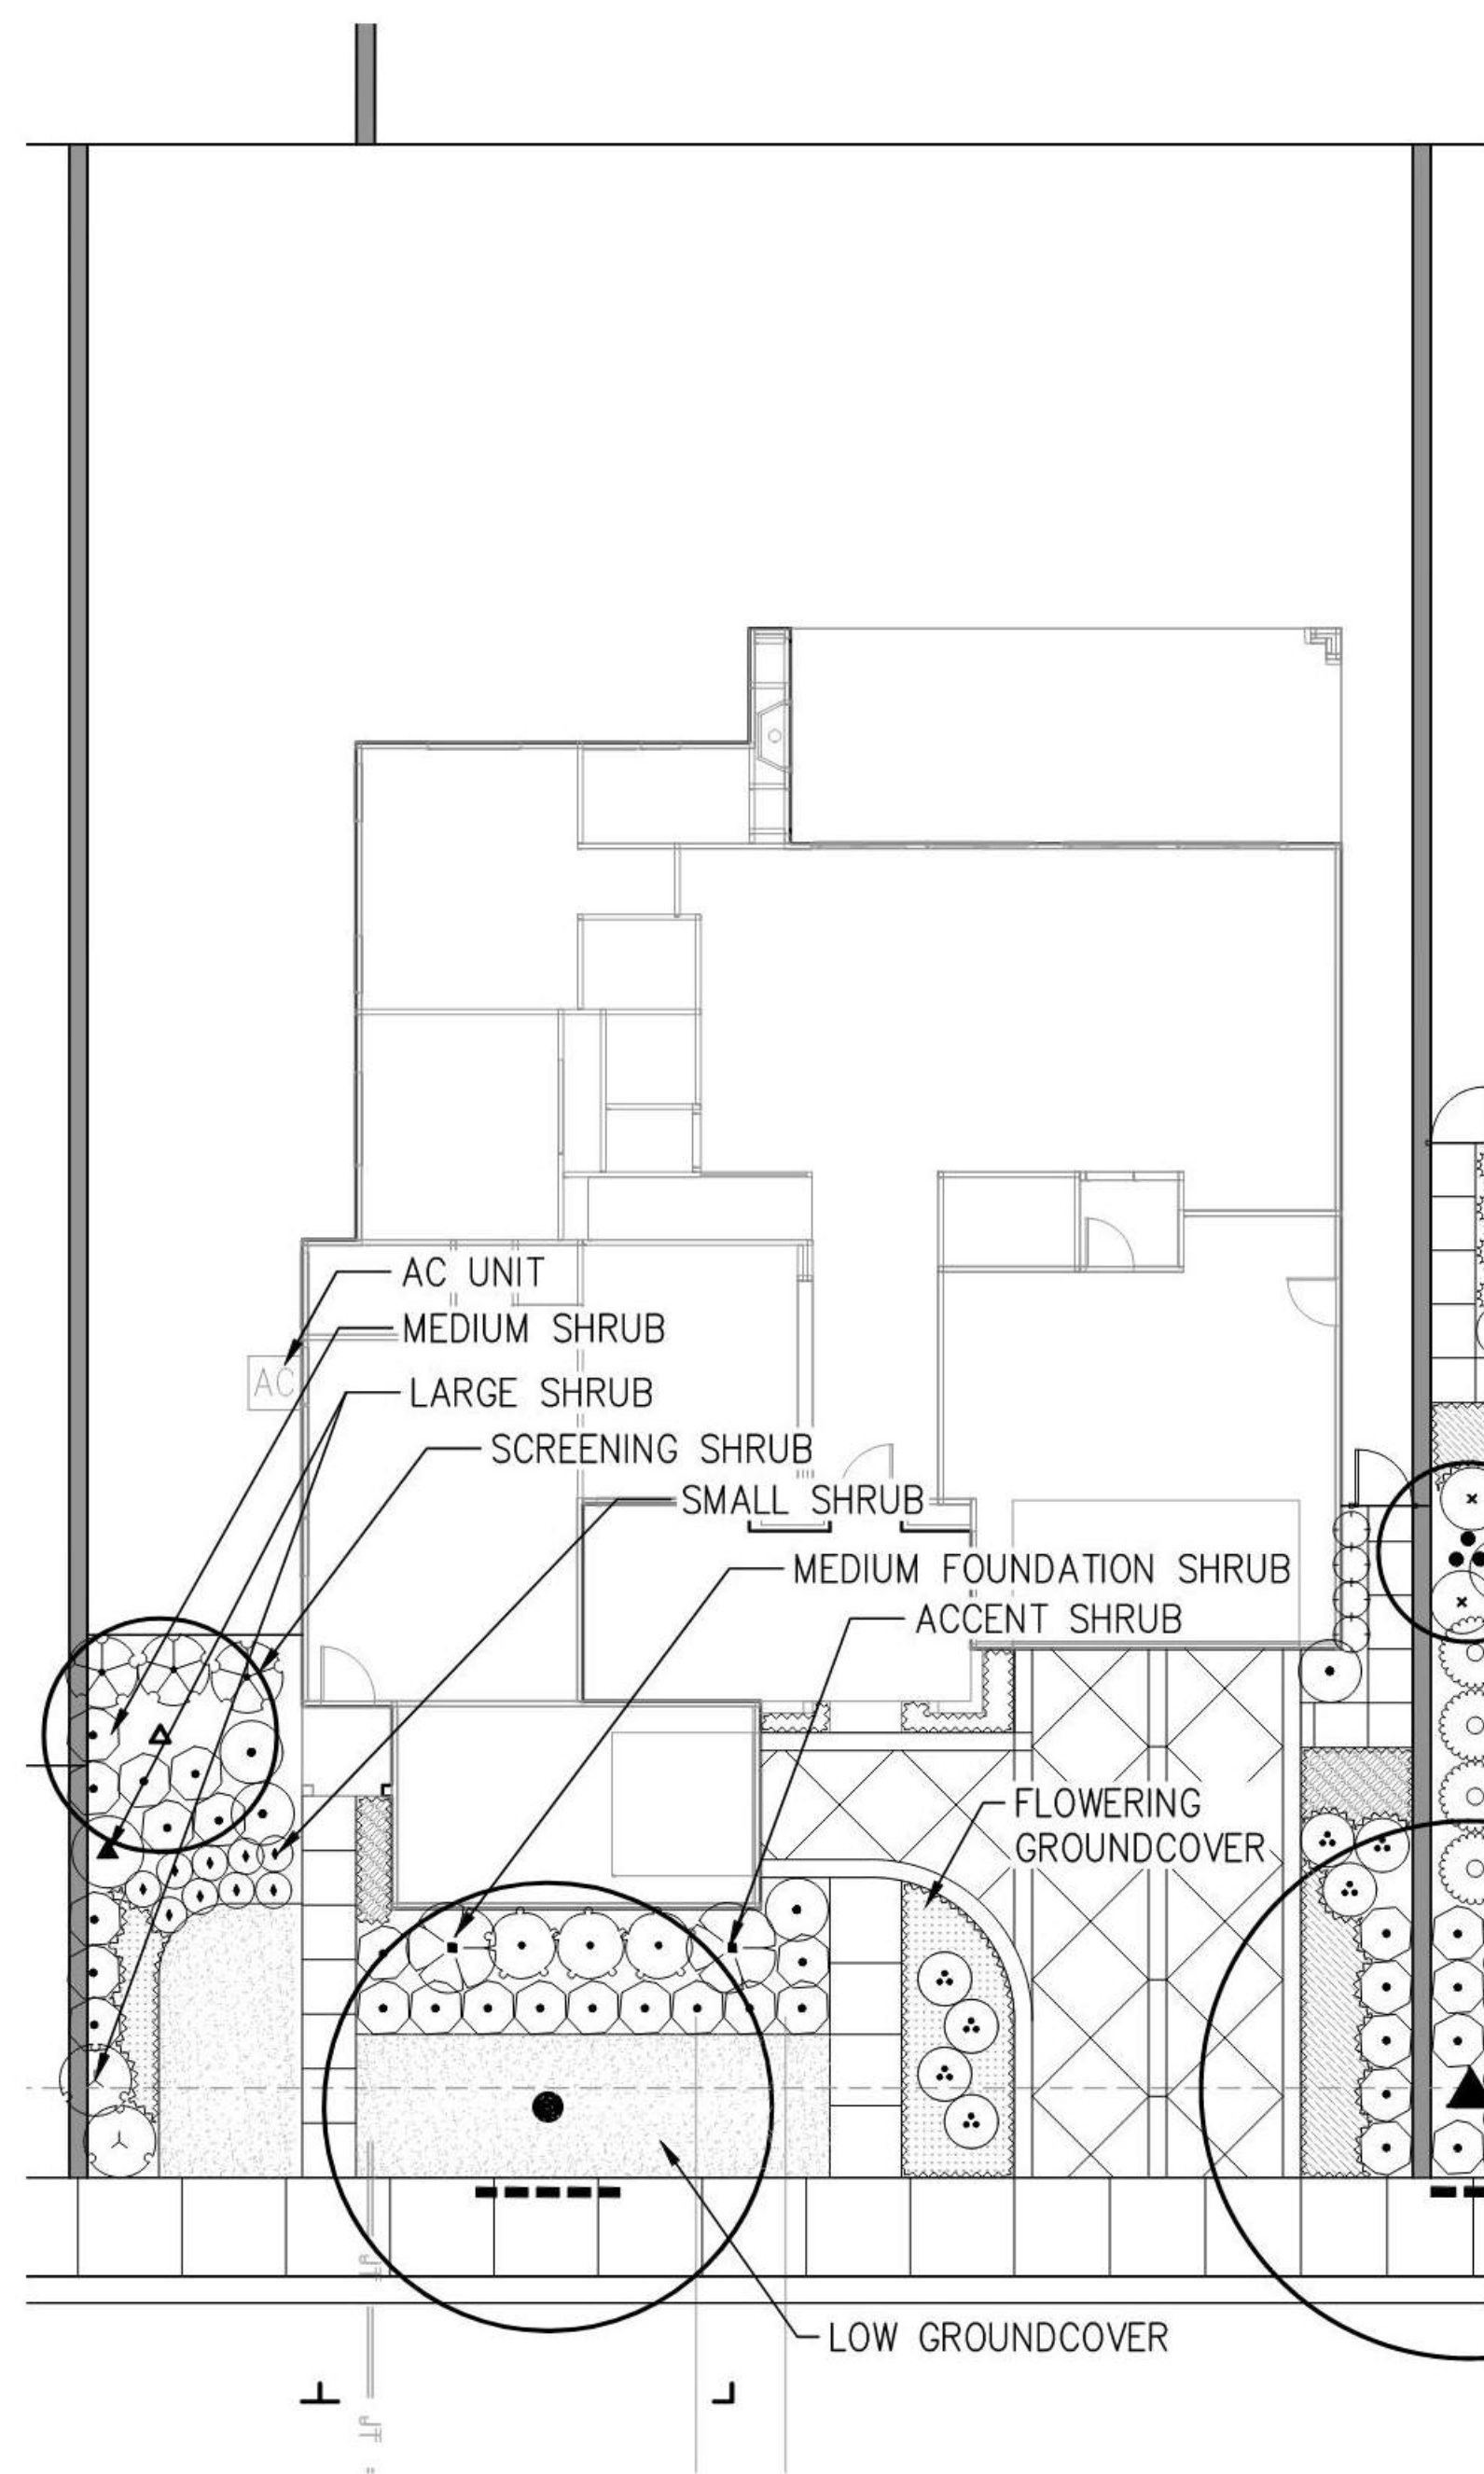 AC UNIT
MEDIUM SHRUB
AC
LARGE SHRUB
SCREENING SHRUB
SMALL SHRUB
MEDIUM FOUNDATION SHRUB
ACCENT SHRUB
FLOWERING
GROUNDCOVER
LOW GROUNDCOVER